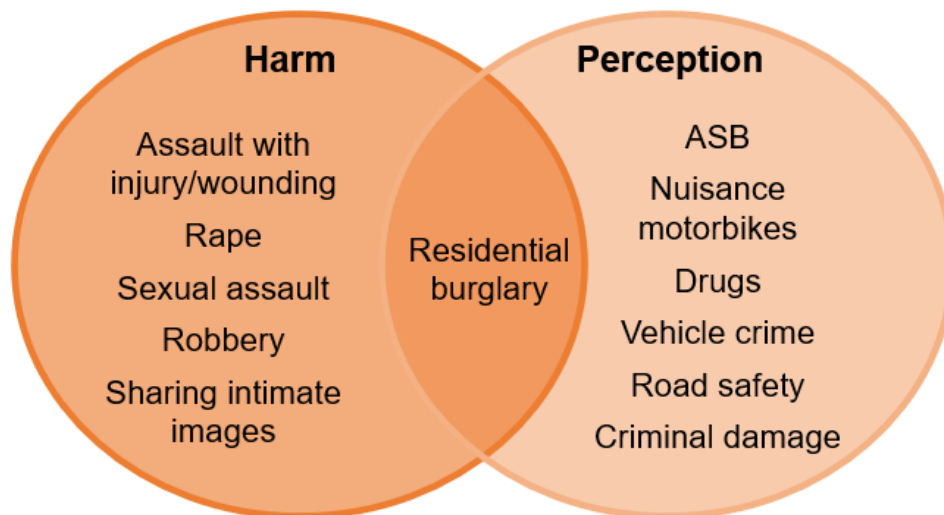 Harm
Assault with
injury/wounding
Rape
Sexual assault
Robbery
Sharing intimate
images
Residential
burglary
Perception
ASB
Nuisance
motorbikes
Drugs
Vehicle crime
Road safety
Criminal damage